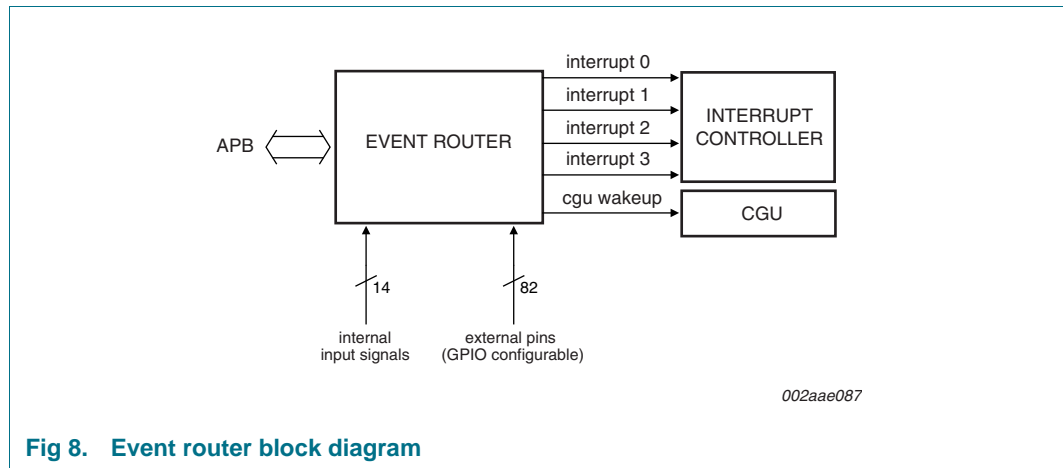 interrupt 0
interrupt 1
interrupt 2
interrupt 3
cgu wakeup
APB
EVENT ROUTER
INTERRUPT
CONTROLLER
CGU
14
82
internal
input signals
external pins
(GPIO configurable)
002aae087
Fig 8. Event router block diagram